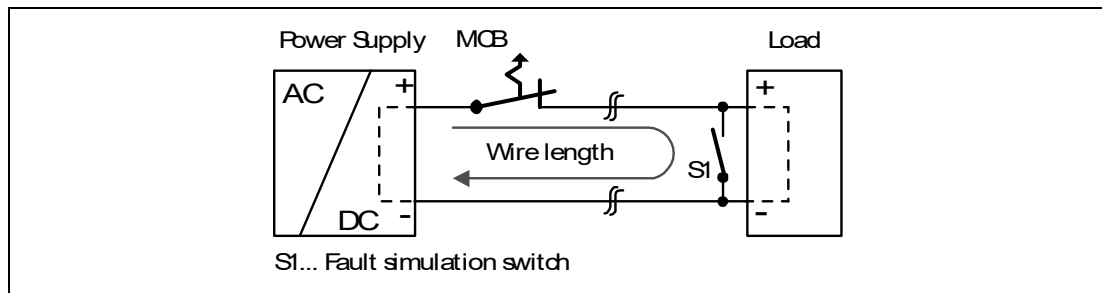 Power Supply MCB Load
AC + +
Wire length
S1
DC - -
S1... Fault simulation switch